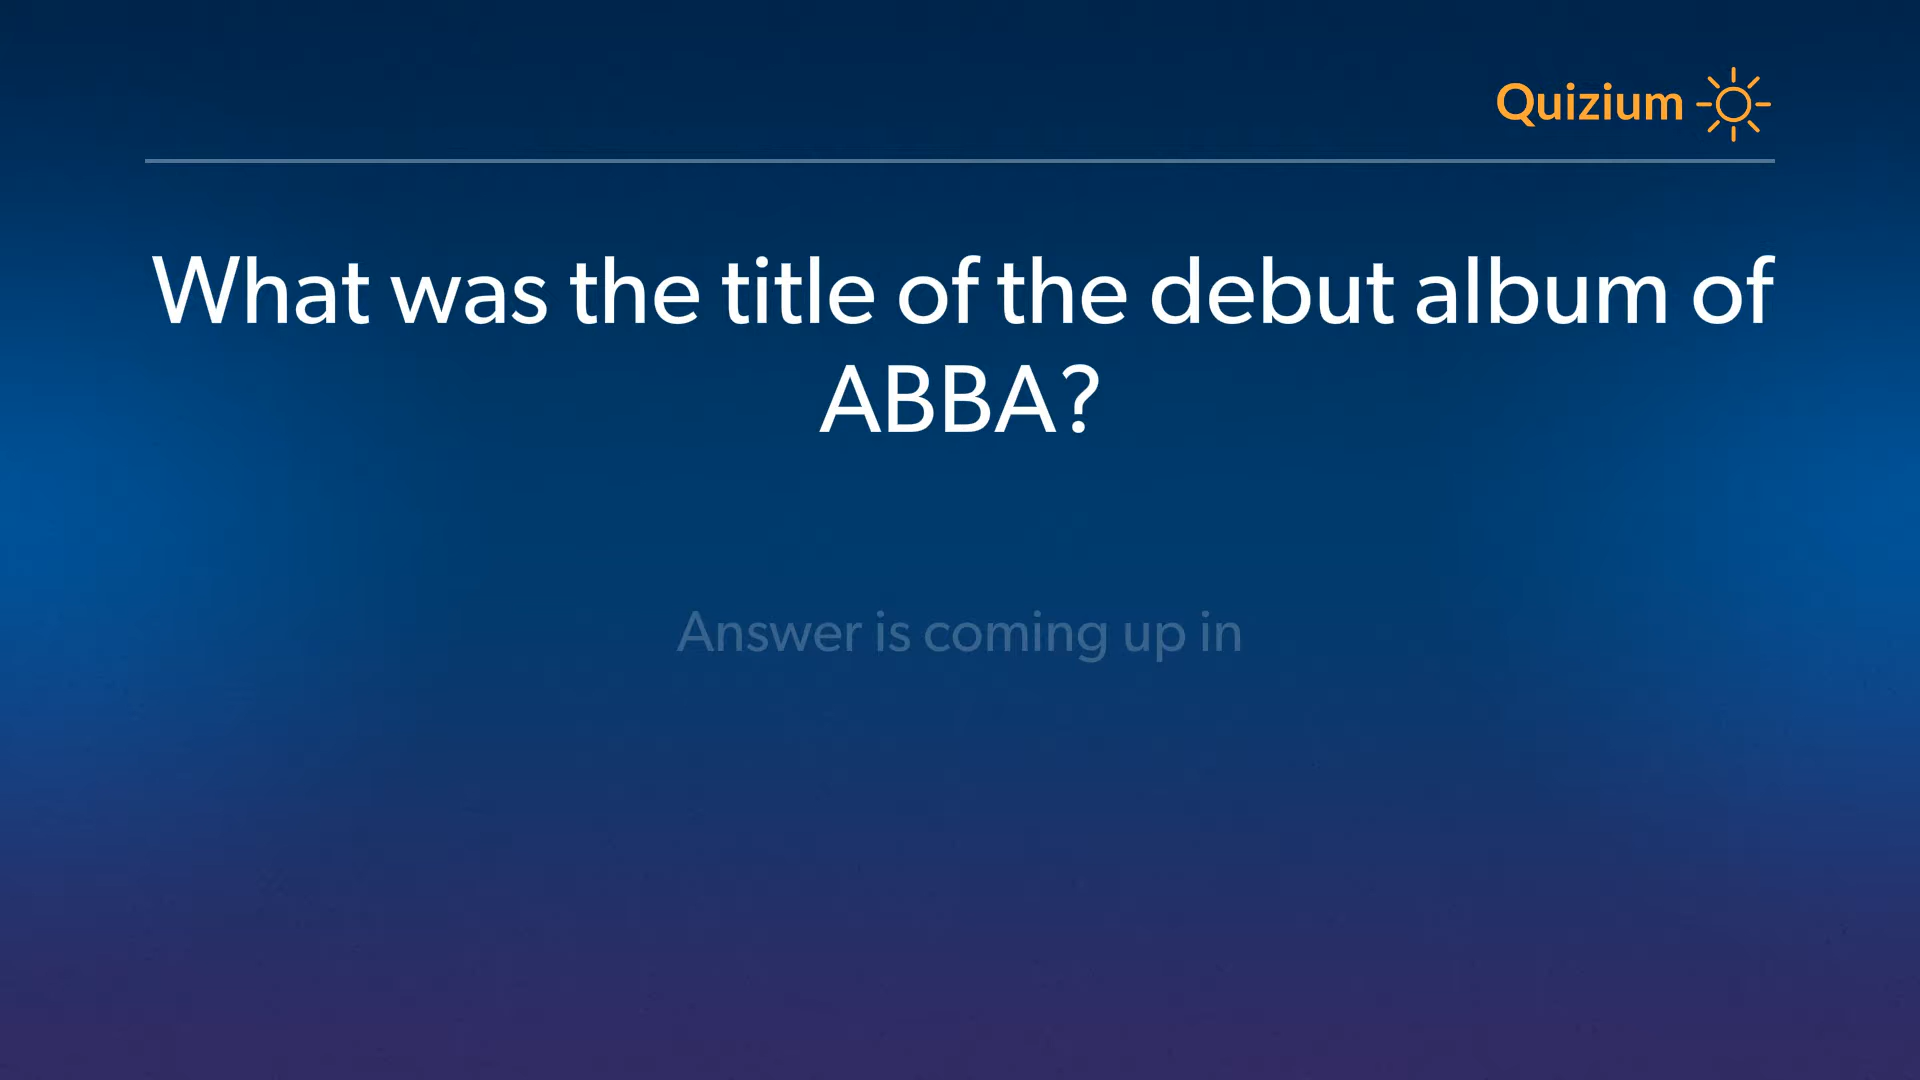 Quizium
What was the title of the debut album of
ABBA?
Answer is coming up in